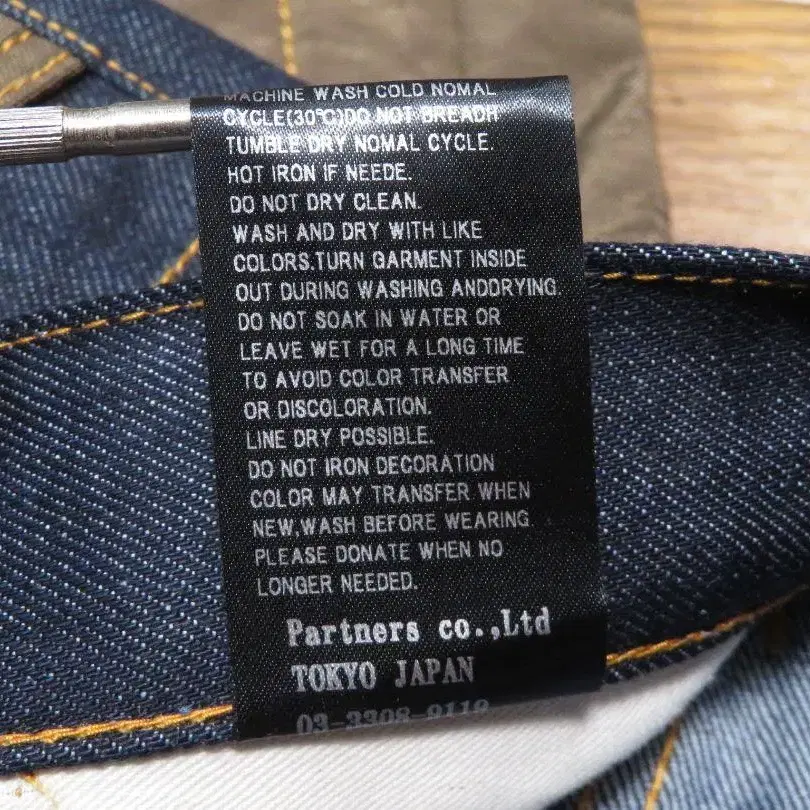 MACHINE WASH COLD NOMAL
CYCLE(30℃)DO NOT BREADH
TUMBLE DRY NOMAL CYCLE.
HOT IRON IF NEEDE.
DO NOT DRY CLEAN.
WASH AND DRY WITH LIKE
COLORS.TURN GARMENT INSIDE
OUT DURING WASHING ANDDRYING.
DO NOT SOAK IN WATER OR
LEAVE WET FOR A LONG TIME
TO AVOID COLOR TRANSFER
OR DISCOLORATION.
LINE DRY POSSIBLE.
DO NOT IRON DECORATION
COLOR MAY TRANSFER WHEN
NEW,WASH BEFORE WEARING.
PLEASE DONATE WHEN NO
LONGER NEEDED.
Partners co.,Ltd
TOKYO JAPAN
03-3308-9119